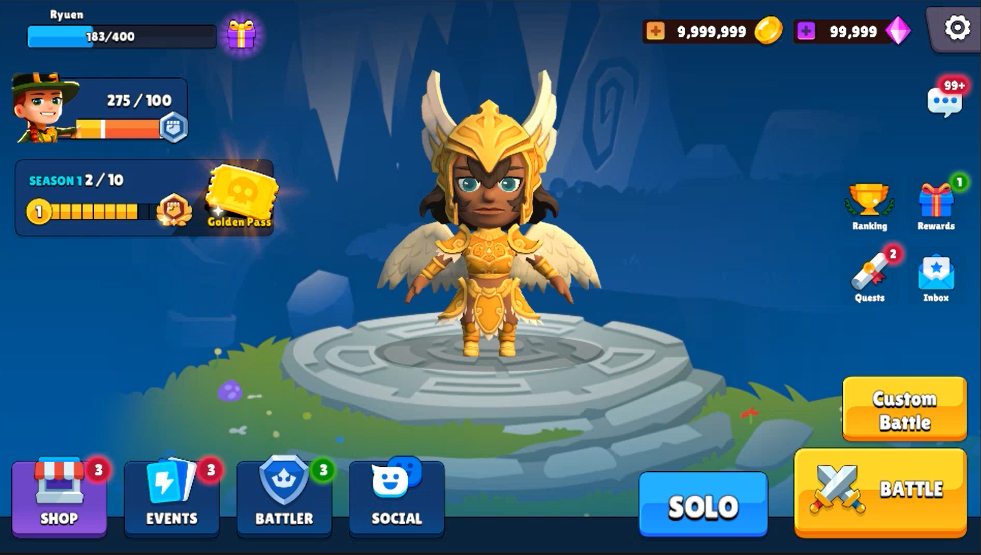 Ryuen
183/400
9,999,999
99,999
99+
275 / 100
SEASON 1 2 / 10
1
Golden Pass
1
Ranking
Rewards
2
Quests
Inbox
Custom
Battle
3
SHOP
3
EVENTS
3
BATTLER
SOCIAL
SOLO
BATTLE